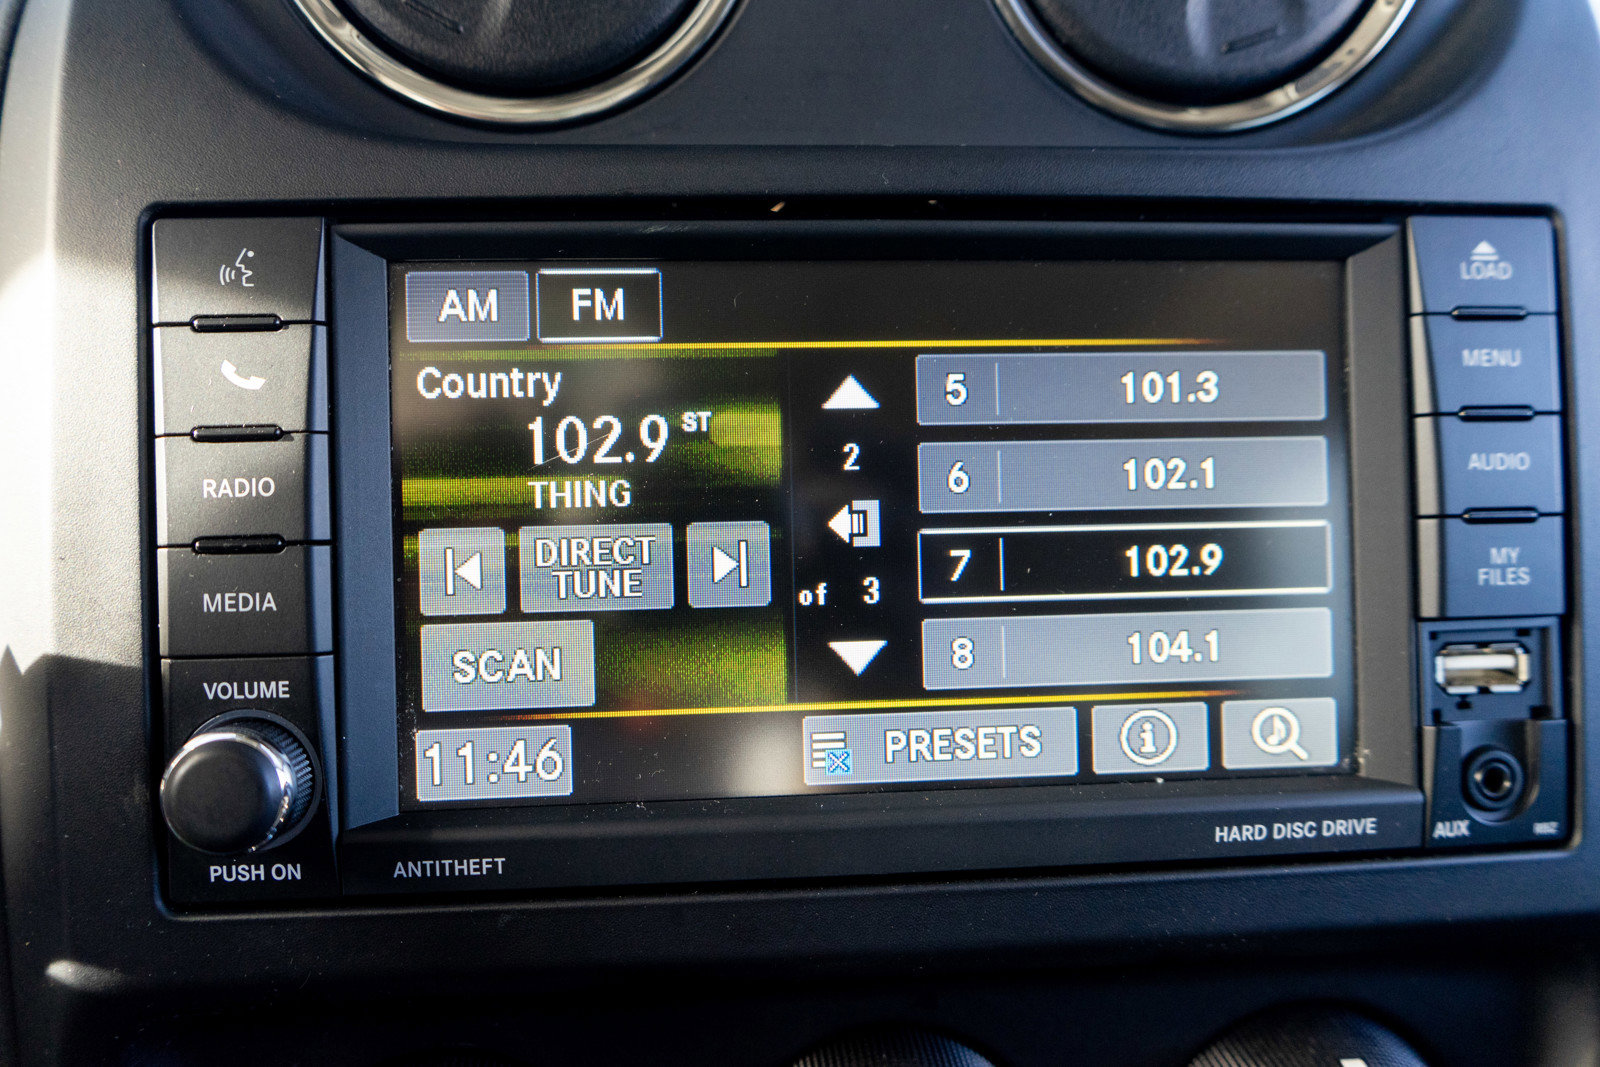 AM
FM
Country
102.9 ST
THING
DIRECT
TUNE
SCAN
11:46
2
of 3
5 101.3
6 102.1
7 102.9
8 104.1
PRESETS
i
RADIO
MEDIA
VOLUME
PUSH ON
ANTITHEFT
HARD DISC DRIVE
LOAD
MENU
AUDIO
MY
FILES
AUX